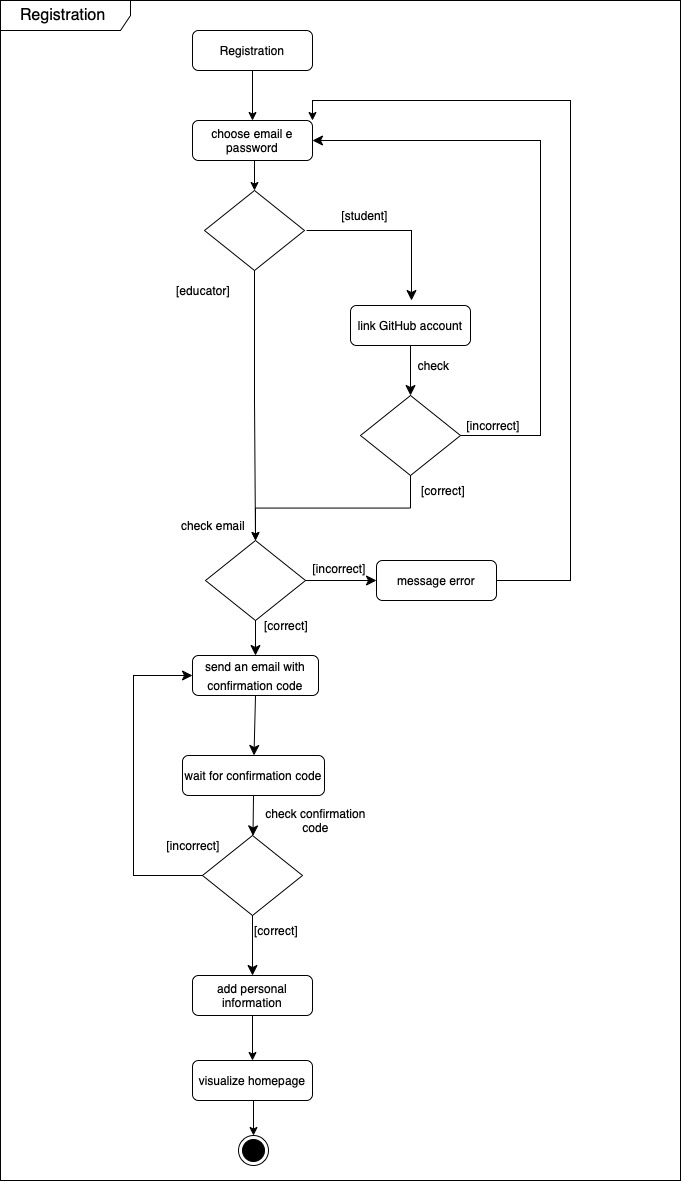 Registration
Registration
choose email e
password
[student]
[educator]
link GitHub account
check
[incorrect]
[correct]
check email
[incorrect]
message error
[correct]
send an email with
confirmation code
wait for confirmation code
check confirmation
code
[incorrect]
[correct]
add personal
information
visualize homepage